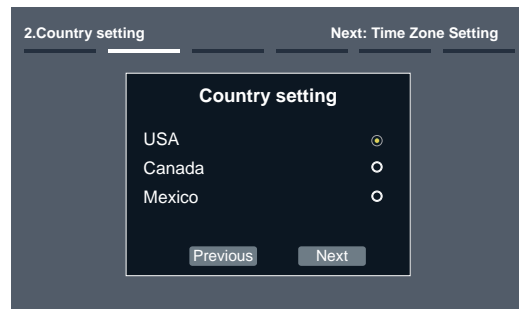 2.Country setting
Next: Time Zone Setting
Country setting
USA
Canada
Mexico
Previous
Next